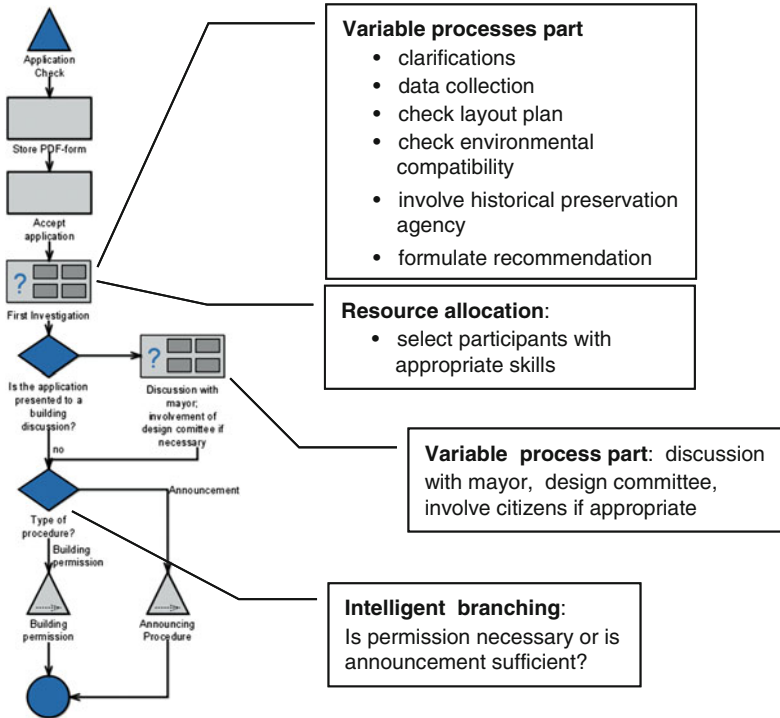 Application
Check
Store PDF-form
Accept
application
?
First Investigation
Is the application
presented to a
building
discussion?
?
Discussion with
mayor;
involvement of
design comittee if
necessary
no
Type of
procedure?
Announcement
Building
permission
Building
permission
Announcing
Procedure
Variable processes part
• clarifications
• data collection
• check layout plan
• check environmental
compatibility
• involve historical preservation
agency
• formulate recommendation
Resource allocation:
• select participants with
appropriate skills
Variable process part: discussion
with mayor, design committee,
involve citizens if appropriate
Intelligent branching:
Is permission necessary or is
announcement sufficient?